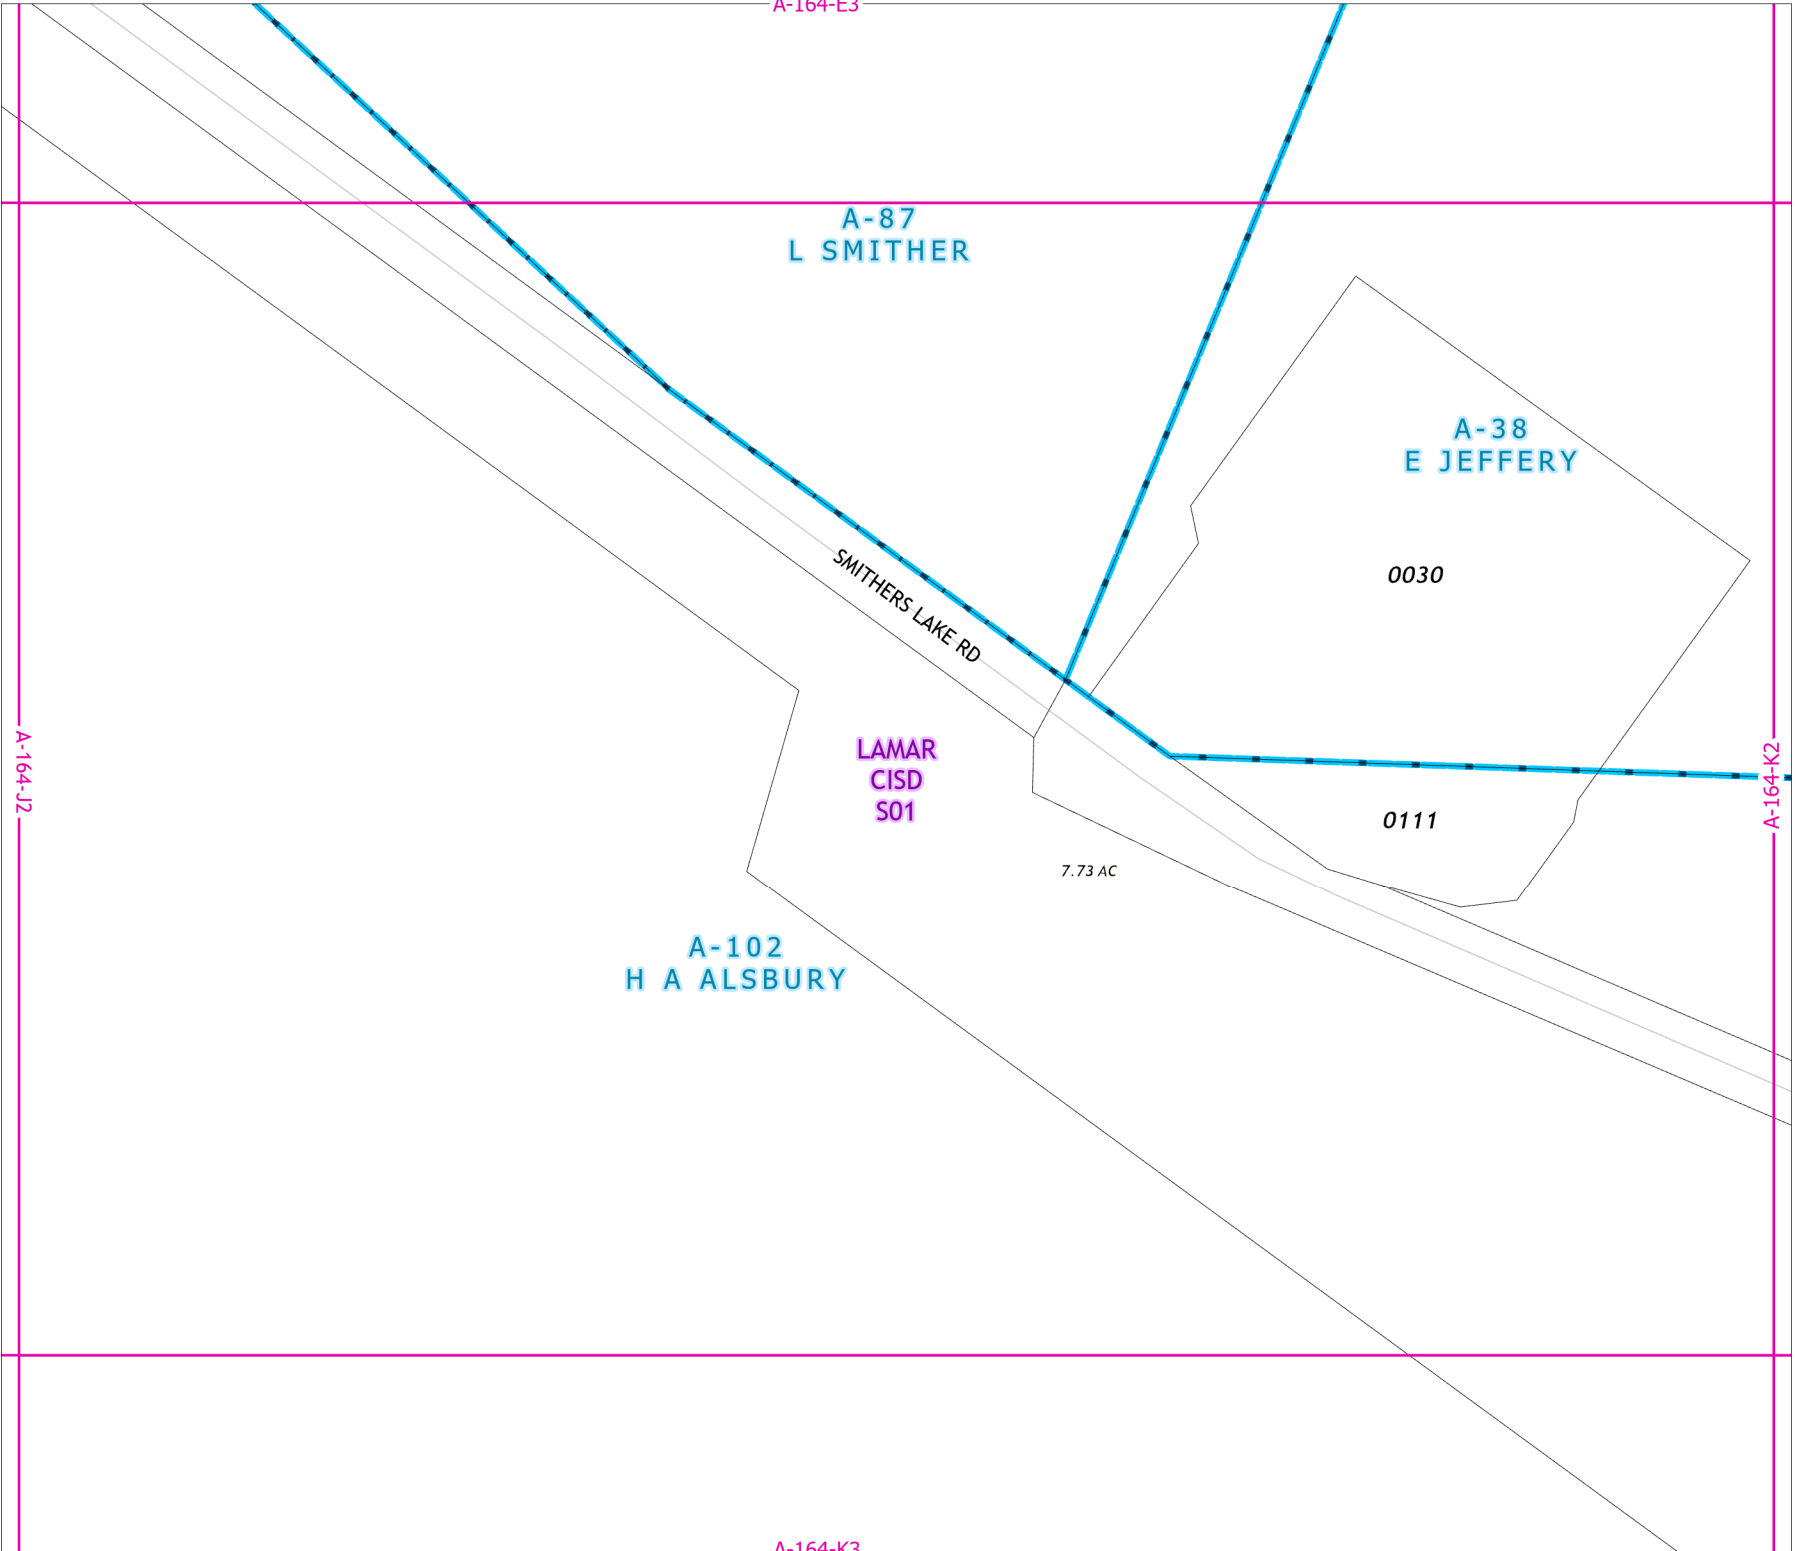 A-164-E3
A-87
L SMITHER
A-38
E JEFFERY
0030
SMITHERS LAKE RD
A-164-J2
LAMAR
CISD
S01
A-164-K2
0111
7.73 AC
A-102
H A ALSBURY
A-164-K3